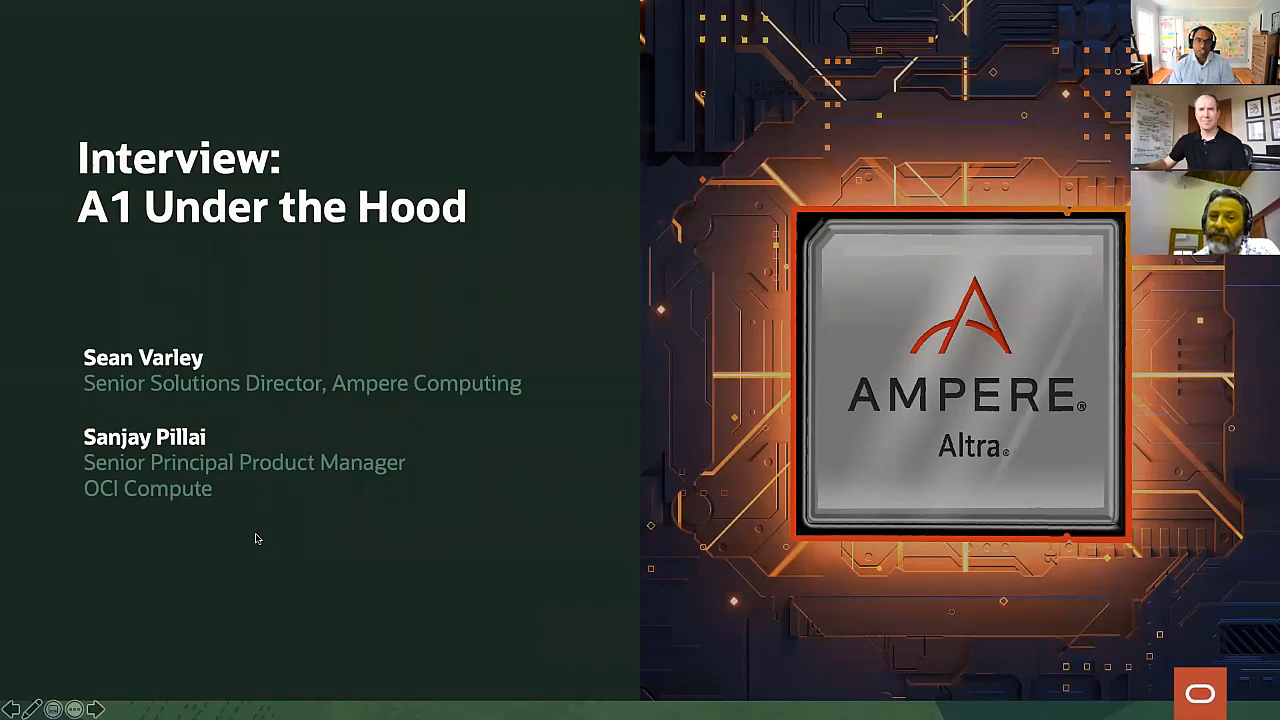 Interview:
A1 Under the Hood
Sean Varley
Senior Solutions Director, Ampere Computing
Sanjay Pillai
Senior Principal Product Manager
OCI Compute
AMPERE®
Altra®